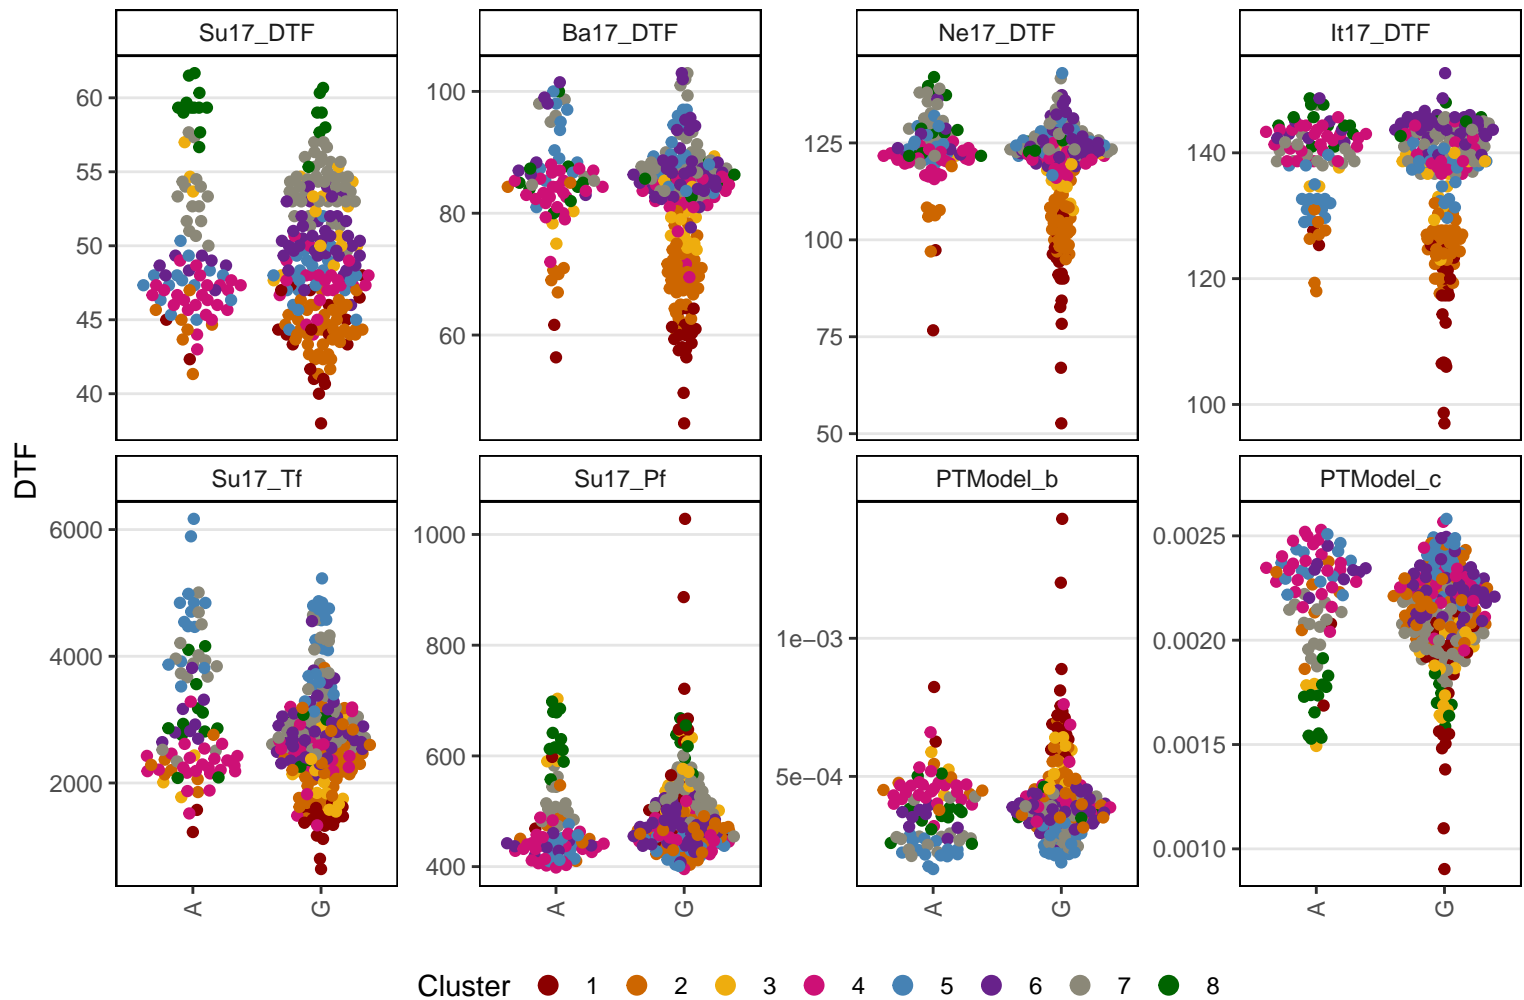 Su17_DTF Ba17_DTF Ne17_DTF It17_DTF
60 100 125 140
55 80 100 120
50 60 75 100
45 50
40
DTF
Su17_Tf Su17_Pf PTModel_b PTModel_c
6000 1000 1e−03 0.0025
4000 800 5e−04 0.0020
2000 600 0.0015
400 0.0010
A G A G A G A G
Cluster 1 2 3 4 5 6 7 8